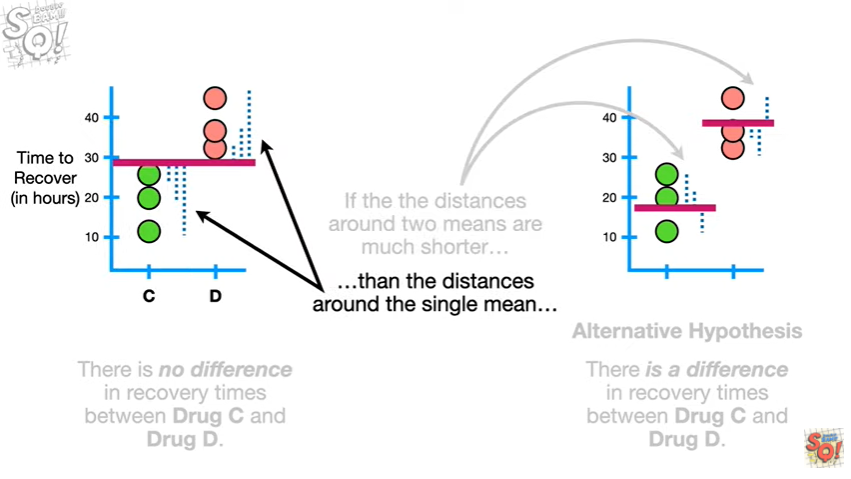 40
30
20
10
Time to
Recover
(in hours)
C
D
If the the distances
around two means are
much shorter…
…than the distances
around the single mean…
40
30
20
10
Alternative Hypothesis
There is no difference
in recovery times
between Drug C and
Drug D.
There is a difference
in recovery times
between Drug C and
Drug D.